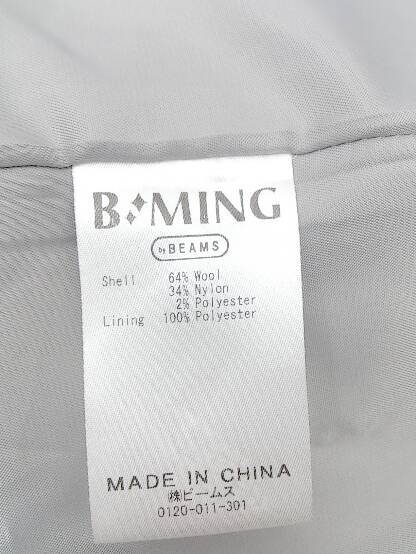 B:MING
by BEAMS
Shell 64% Wool
34% Nylon
2% Polyester
Lining 100% Polyester
MADE IN CHINA
㈱ビームス
0120-011-301